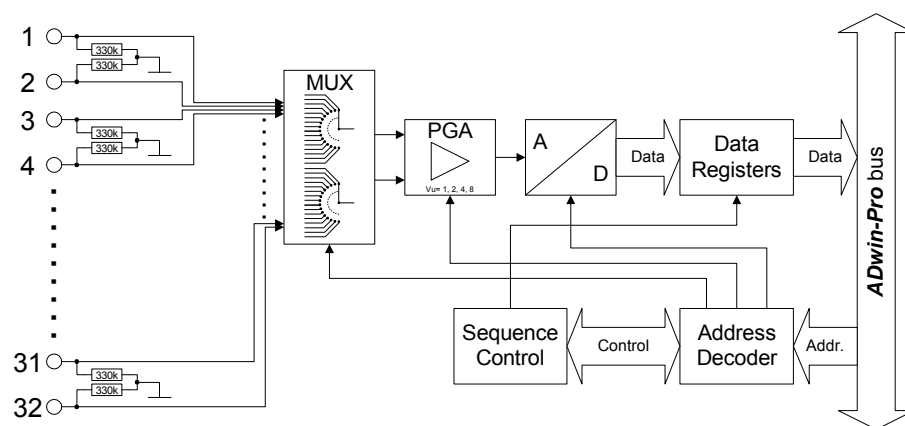 1
330k
330k
2
3
330k
330k
4
31
330k
330k
32
MUX
PGA
Vu= 1, 2, 4, 8
A
D
Data
Data
Registers
Data
Sequence
Control
Control
Address
Decoder
Addr.
ADwin-Pro bus